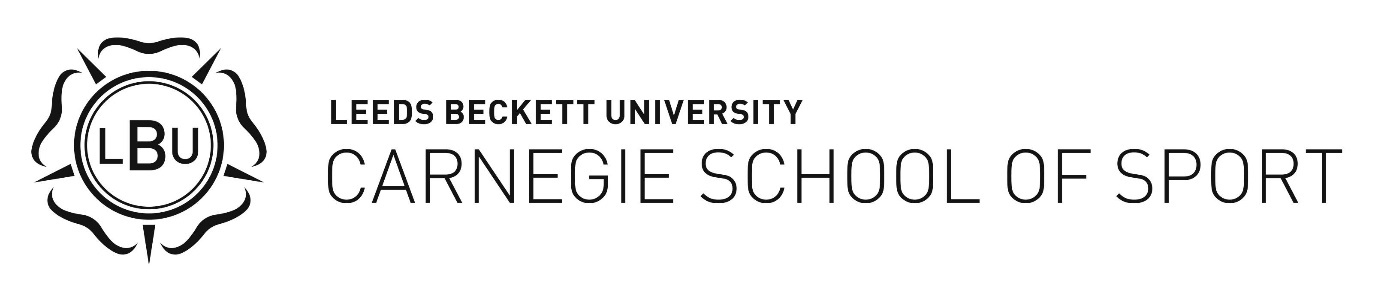 LBU
LEEDS BECKETT UNIVERSITY
CARNEGIE SCHOOL OF SPORT